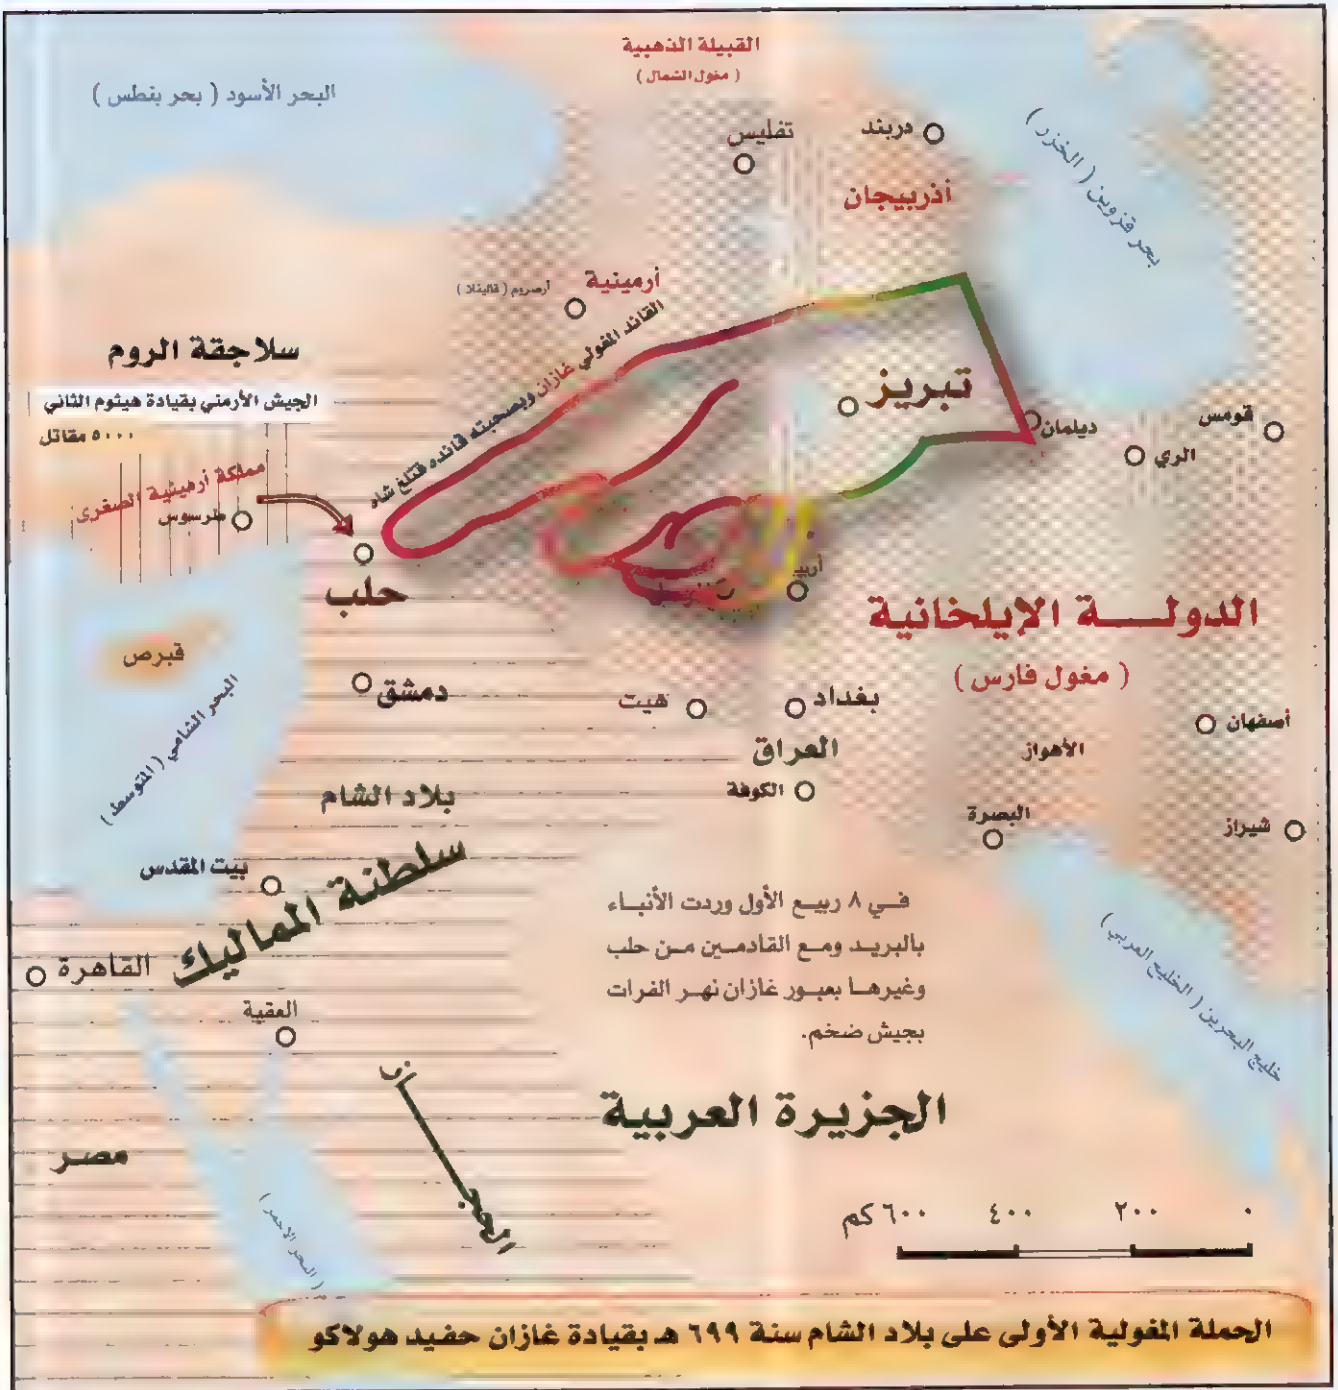 القبيلة الذهبية
( مغول الشمال )
البحر الأسود ( بحر بنطس )
تفليس
دربند
بحر قزوين ( الخزر )
أذربيجان
أرمينية
القائد المغولي غازان وبصحبته قائده قتلغ شاه
سلاجقة الروم
الجيش الأرمني بقيادة هيثوم الثاني
٥٠٠٠ مقاتل
مملكة أرمينية الصغرى
طرسوس
تبريز
ديلمان
الري
قومس
حلب
الدولة الإيلخانية
( مغول فارس )
قبرص
البحر الشامي ( المتوسط )
دمشق
هيت
بغداد
أصفهان
العراق
الأهواز
الكوفة
بلاد الشام
البصرة
شيراز
بيت المقدس
سلطنة المماليك
القاهرة
العقبة
في ٨ ربيع الأول وردت الأنباء
بالبريد ومع القادمين من حلب
وغيرها بعبور غازان نهر الفرات
بجيش ضخم.
خليج البحرين ( الخليج العربي )
الجزيرة العربية
مصر
الحجاز
( البحر الأحمر )
٠ ٢٠٠ ٤٠٠ ٦٠٠ كم
الحملة المغولية الأولى على بلاد الشام سنة ٦٩٩ هـ بقيادة غازان حفيد هولاكو